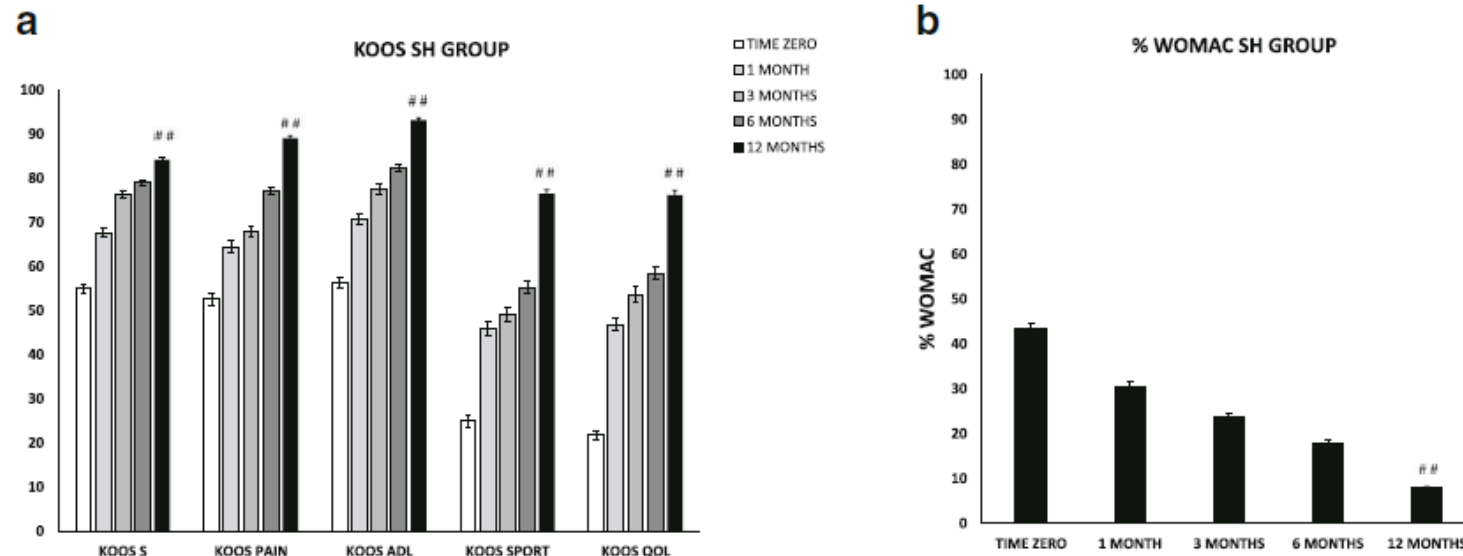 a
KOOS SH GROUP
TIME ZERO
1 MONTH
3 MONTHS
6 MONTHS
12 MONTHS
100
90
80
70
60
50
40
30
20
10
0
# #
# #
# #
# #
# #
KOOS S
KOOS PAIN
KOOS ADL
KOOS SPORT
KOOS QOL
b
% WOMAC SH GROUP
% WOMAC
100
90
80
70
60
50
40
30
20
10
0
# #
TIME ZERO
1 MONTH
3 MONTHS
6 MONTHS
12 MONTHS